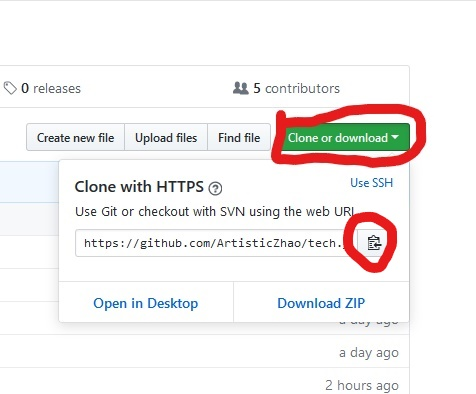 0 releases
5 contributors
Create new file
Upload files
Find file
Clone or download
Clone with HTTPS
Use SSH
Use Git or checkout with SVN using the web URL.
https://github.com/ArtisticZhao/tech.
Open in Desktop
Download ZIP
a day ago
a day ago
2 hours ago